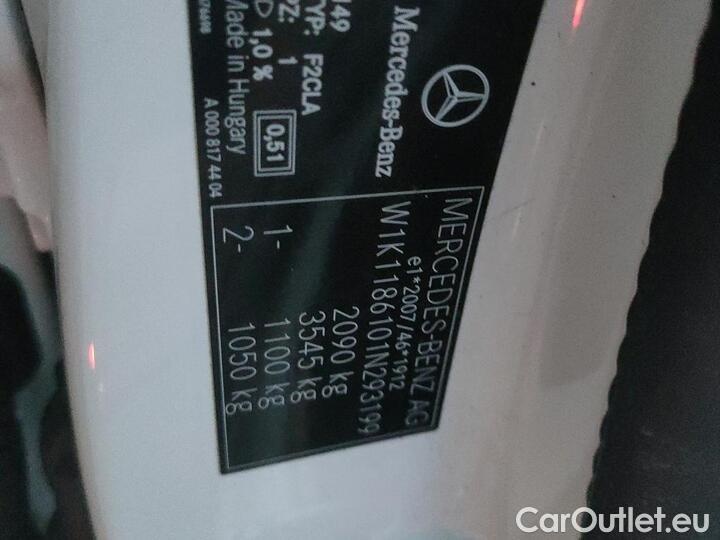 MERCEDES-BENZ AG
e1*2007/46*1912
W1K1186101N293199
2090 kg
3545 kg
1- 1100 kg
2- 1050 kg
Mercedes-Benz
149
TYP: F2CLA
PZ: 1
1,0 % 0,51
Made in Hungary
A 000 817 44 04
CarOutlet.eu